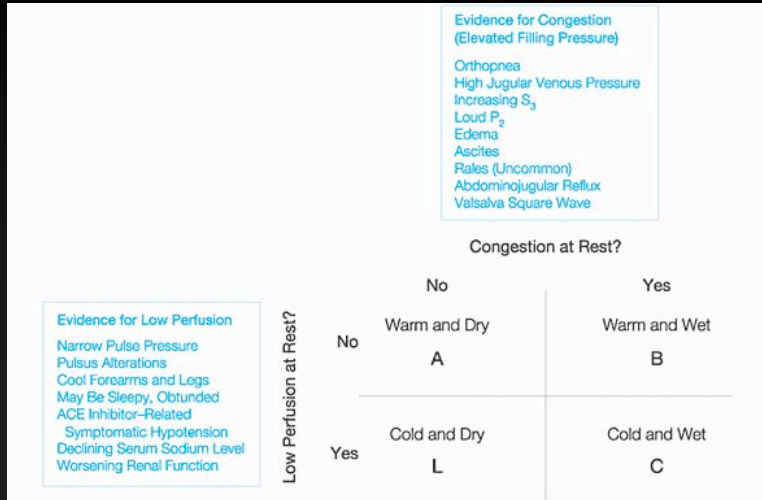 Evidence for Congestion
(Elevated Filling Pressure)
Orthopnea
High Jugular Venous Pressure
Increasing S3
Loud P2
Edema
Ascites
Rales (Uncommon)
Abdominojugular Reflux
Valsalva Square Wave
Congestion at Rest?
No
Yes
Evidence for Low Perfusion
Narrow Pulse Pressure
Pulsus Alterations
Cool Forearms and Legs
May Be Sleepy, Obtunded
ACE Inhibitor–Related
Symptomatic Hypotension
Declining Serum Sodium Level
Worsening Renal Function
Low Perfusion at Rest?
No
Warm and Dry
A
Warm and Wet
B
Yes
Cold and Dry
L
Cold and Wet
C